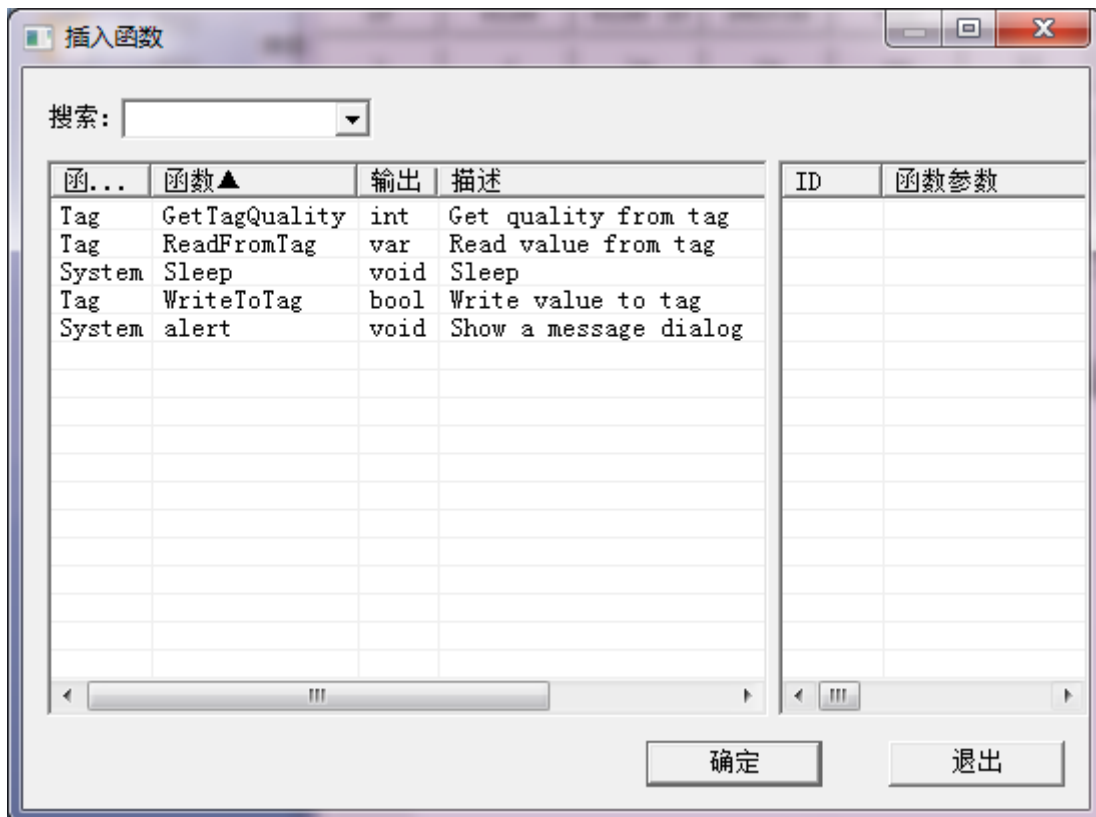 插入函数
搜索:
函... 函数▲ 输出 描述 ID 函数参数
Tag GetTagQuality int Get quality from tag
Tag ReadFromTag var Read value from tag
System Sleep void Sleep
Tag WriteToTag bool Write value to tag
System alert void Show a message dialog
确定 退出